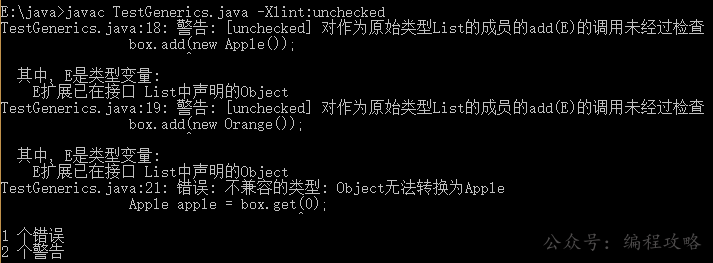 E:\java>javac TestGenerics.java -Xlint:unchecked
TestGenerics.java:18: 警告: [unchecked] 对作为原始类型List的成员的add(E)的调用未经过检查
box.add(new Apple());
^
其中, E是类型变量:
E扩展已在接口 List中声明的Object
TestGenerics.java:19: 警告: [unchecked] 对作为原始类型List的成员的add(E)的调用未经过检查
box.add(new Orange());
^
其中, E是类型变量:
E扩展已在接口 List中声明的Object
TestGenerics.java:21: 错误: 不兼容的类型: Object无法转换为Apple
Apple apple = box.get(0);
^
1 个错误
2 个警告
公众号: 编程攻略